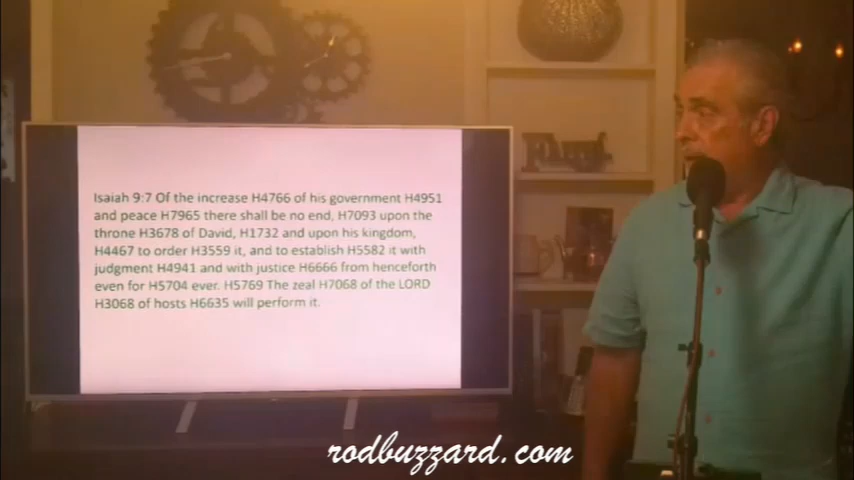 Isaiah 9:7 Of the increase H4766 of his government H4951
and peace H7965 there shall be no end, H7093 upon the
throne H3678 of David, H1732 and upon his kingdom,
H4467 to order H3559 it, and to establish H5582 it with
judgment H4941 and with justice H6666 from henceforth
even for H5704 ever. H5769 The zeal H7068 of the LORD
H3068 of hosts H6635 will perform it.
rodbuzzard.com